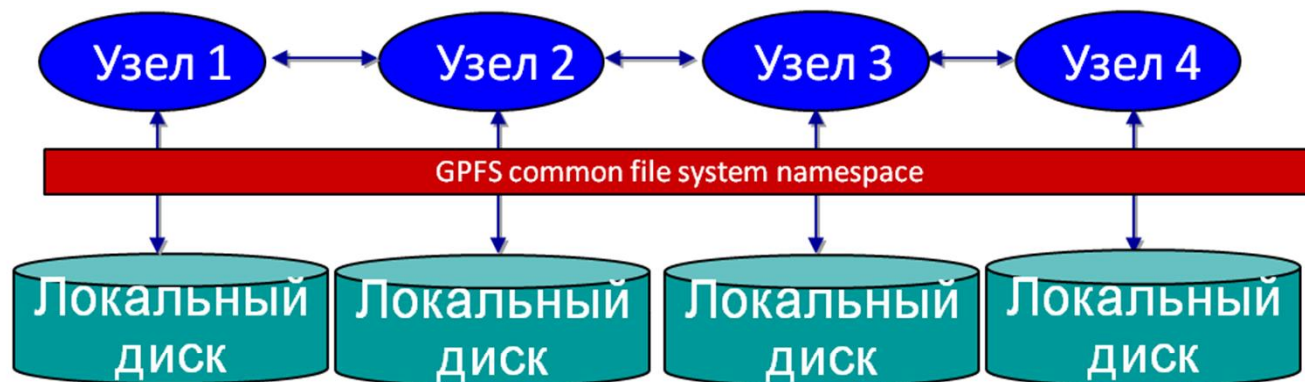 Узел 1
Узел 2
Узел 3
Узел 4
GPFS common file system namespace
Локальный
диск
Локальный
диск
Локальный
диск
Локальный
диск